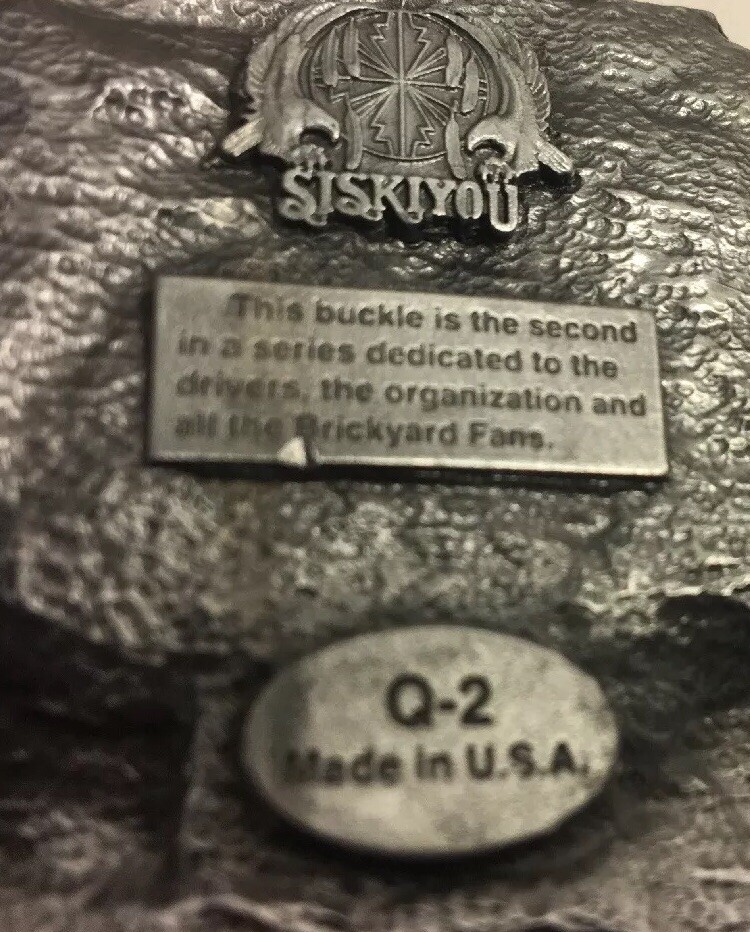 SISKIYOU
This buckle is the second
in a series dedicated to the
drivers, the organization and
all the Brickyard Fans.
Q-2
Made in U.S.A.